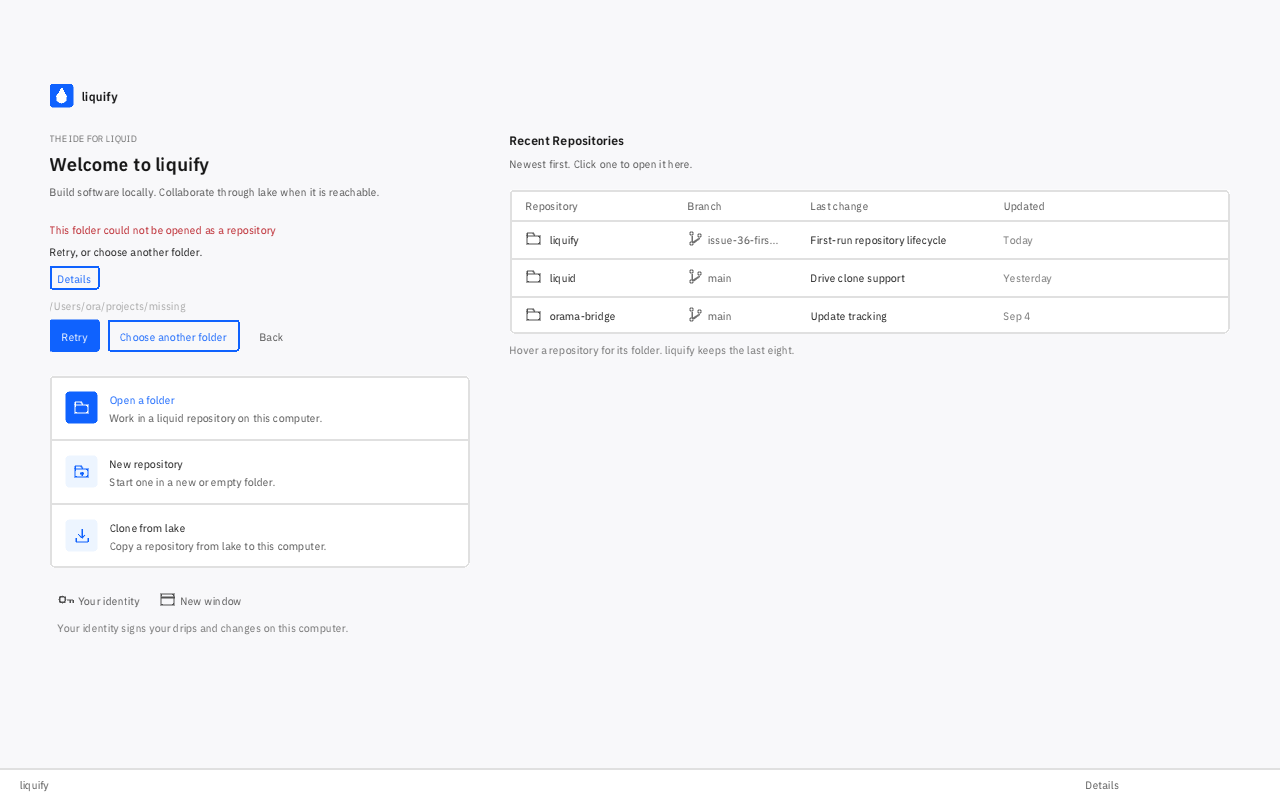 liquify
THE IDE FOR LIQUID
Welcome to liquify
Build software locally. Collaborate through lake when it is reachable.
This folder could not be opened as a repository
Retry, or choose another folder.
Details
/Users/ora/projects/missing
Retry Choose another folder Back
Open a folder
Work in a liquid repository on this computer.
New repository
Start one in a new or empty folder.
Clone from lake
Copy a repository from lake to this computer.
Your identity New window
Your identity signs your drips and changes on this computer.
Recent Repositories
Newest first. Click one to open it here.
Repository Branch Last change Updated
liquify issue-36-firs... First-run repository lifecycle Today
liquid main Drive clone support Yesterday
orama-bridge main Update tracking Sep 4
Hover a repository for its folder. liquify keeps the last eight.
liquify Details